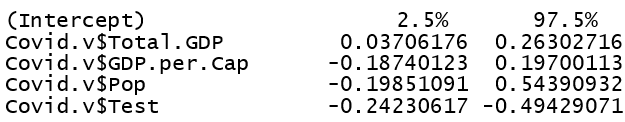 (Intercept) 2.5% 97.5%
Covid.v$Total.GDP 0.03706176 0.26302716
Covid.v$GDP.per.Cap -0.18740123 0.19700113
Covid.v$Pop -0.19851091 0.54390932
Covid.v$Test -0.24230617 -0.49429071